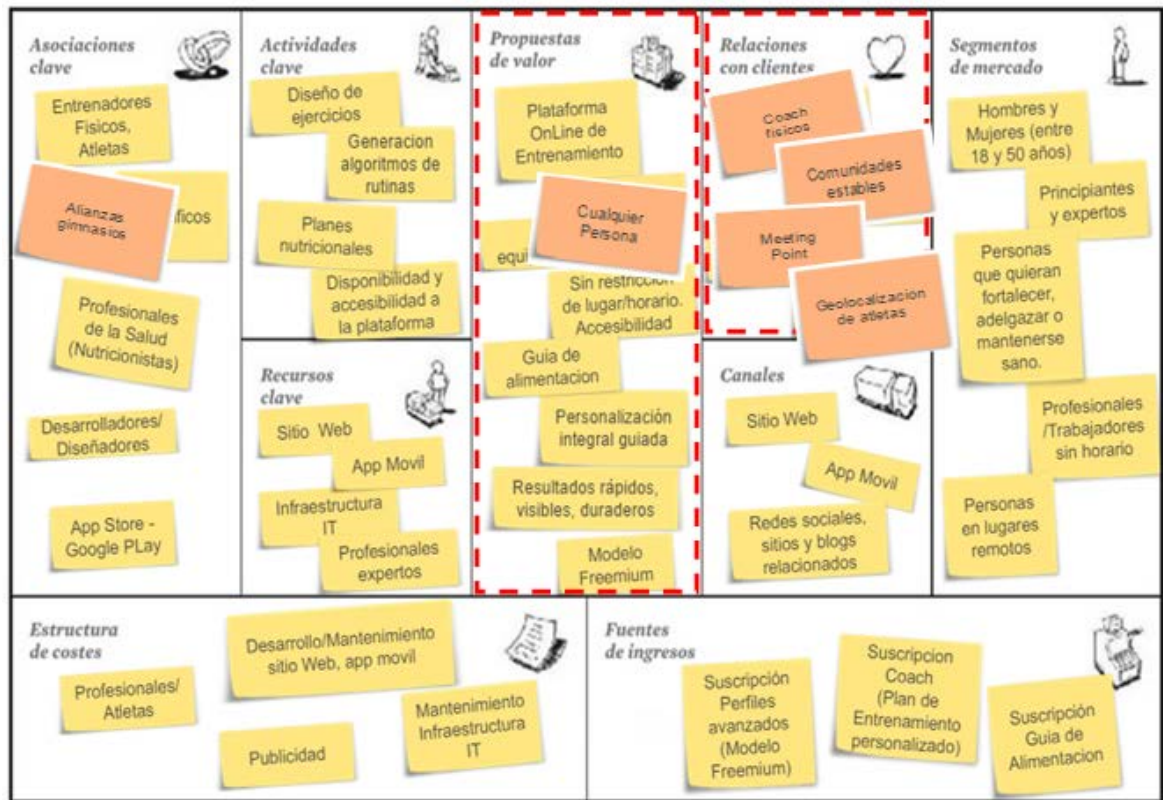 Asociaciones
clave
Entrenadores
Fisicos,
Atletas
Alianzas
gimnasios
ficos
Profesionales
de la Salud
(Nutricionistas)
Desarrolladores/
Diseñadores
App Store -
Google PLay
Actividades
clave
Diseño de
ejercicios
Generacion
algoritmos de
rutinas
Planes
nutricionales
Disponibilidad y
accesibilidad a
la plataforma
Recursos
clave
Sitio Web
App Movil
Infraestructura
IT
Profesionales
expertos
Propuestas
de valor
Plataforma
OnLine de
Entrenamiento
Cualquier
Persona
equi
Sin restriccion
de lugar/horario.
Accesibilidad
Guia de
alimentacion
Personalización
integral guiada
Resultados rápidos,
visibles, duraderos
Modelo
Freemium
Relaciones
con clientes
Coach
fisicos
Comunidades
estables
Meeting
Point
Geolocalizacion
de atletas
Canales
Sitio Web
App Movil
Redes sociales,
sitios y blogs
relacionados
Segmentos
de mercado
Hombres y
Mujeres (entre
18 y 50 años)
Principiantes
y expertos
Personas
que quieran
fortalecer,
adelgazar o
mantenerse
sano.
Profesionales
/Trabajadores
sin horario
Personas
en lugares
remotos
Estructura
de costes
Profesionales/
Atletas
Desarrollo/Mantenimiento
sitio Web, app movil
Publicidad
Mantenimiento
Infraestructura
IT
Fuentes
de ingresos
Suscripción
Perfiles
avanzados
(Modelo
Freemium)
Suscripcion
Coach
(Plan de
Entrenamiento
personalizado)
Suscripción
Guia de
Alimentacion